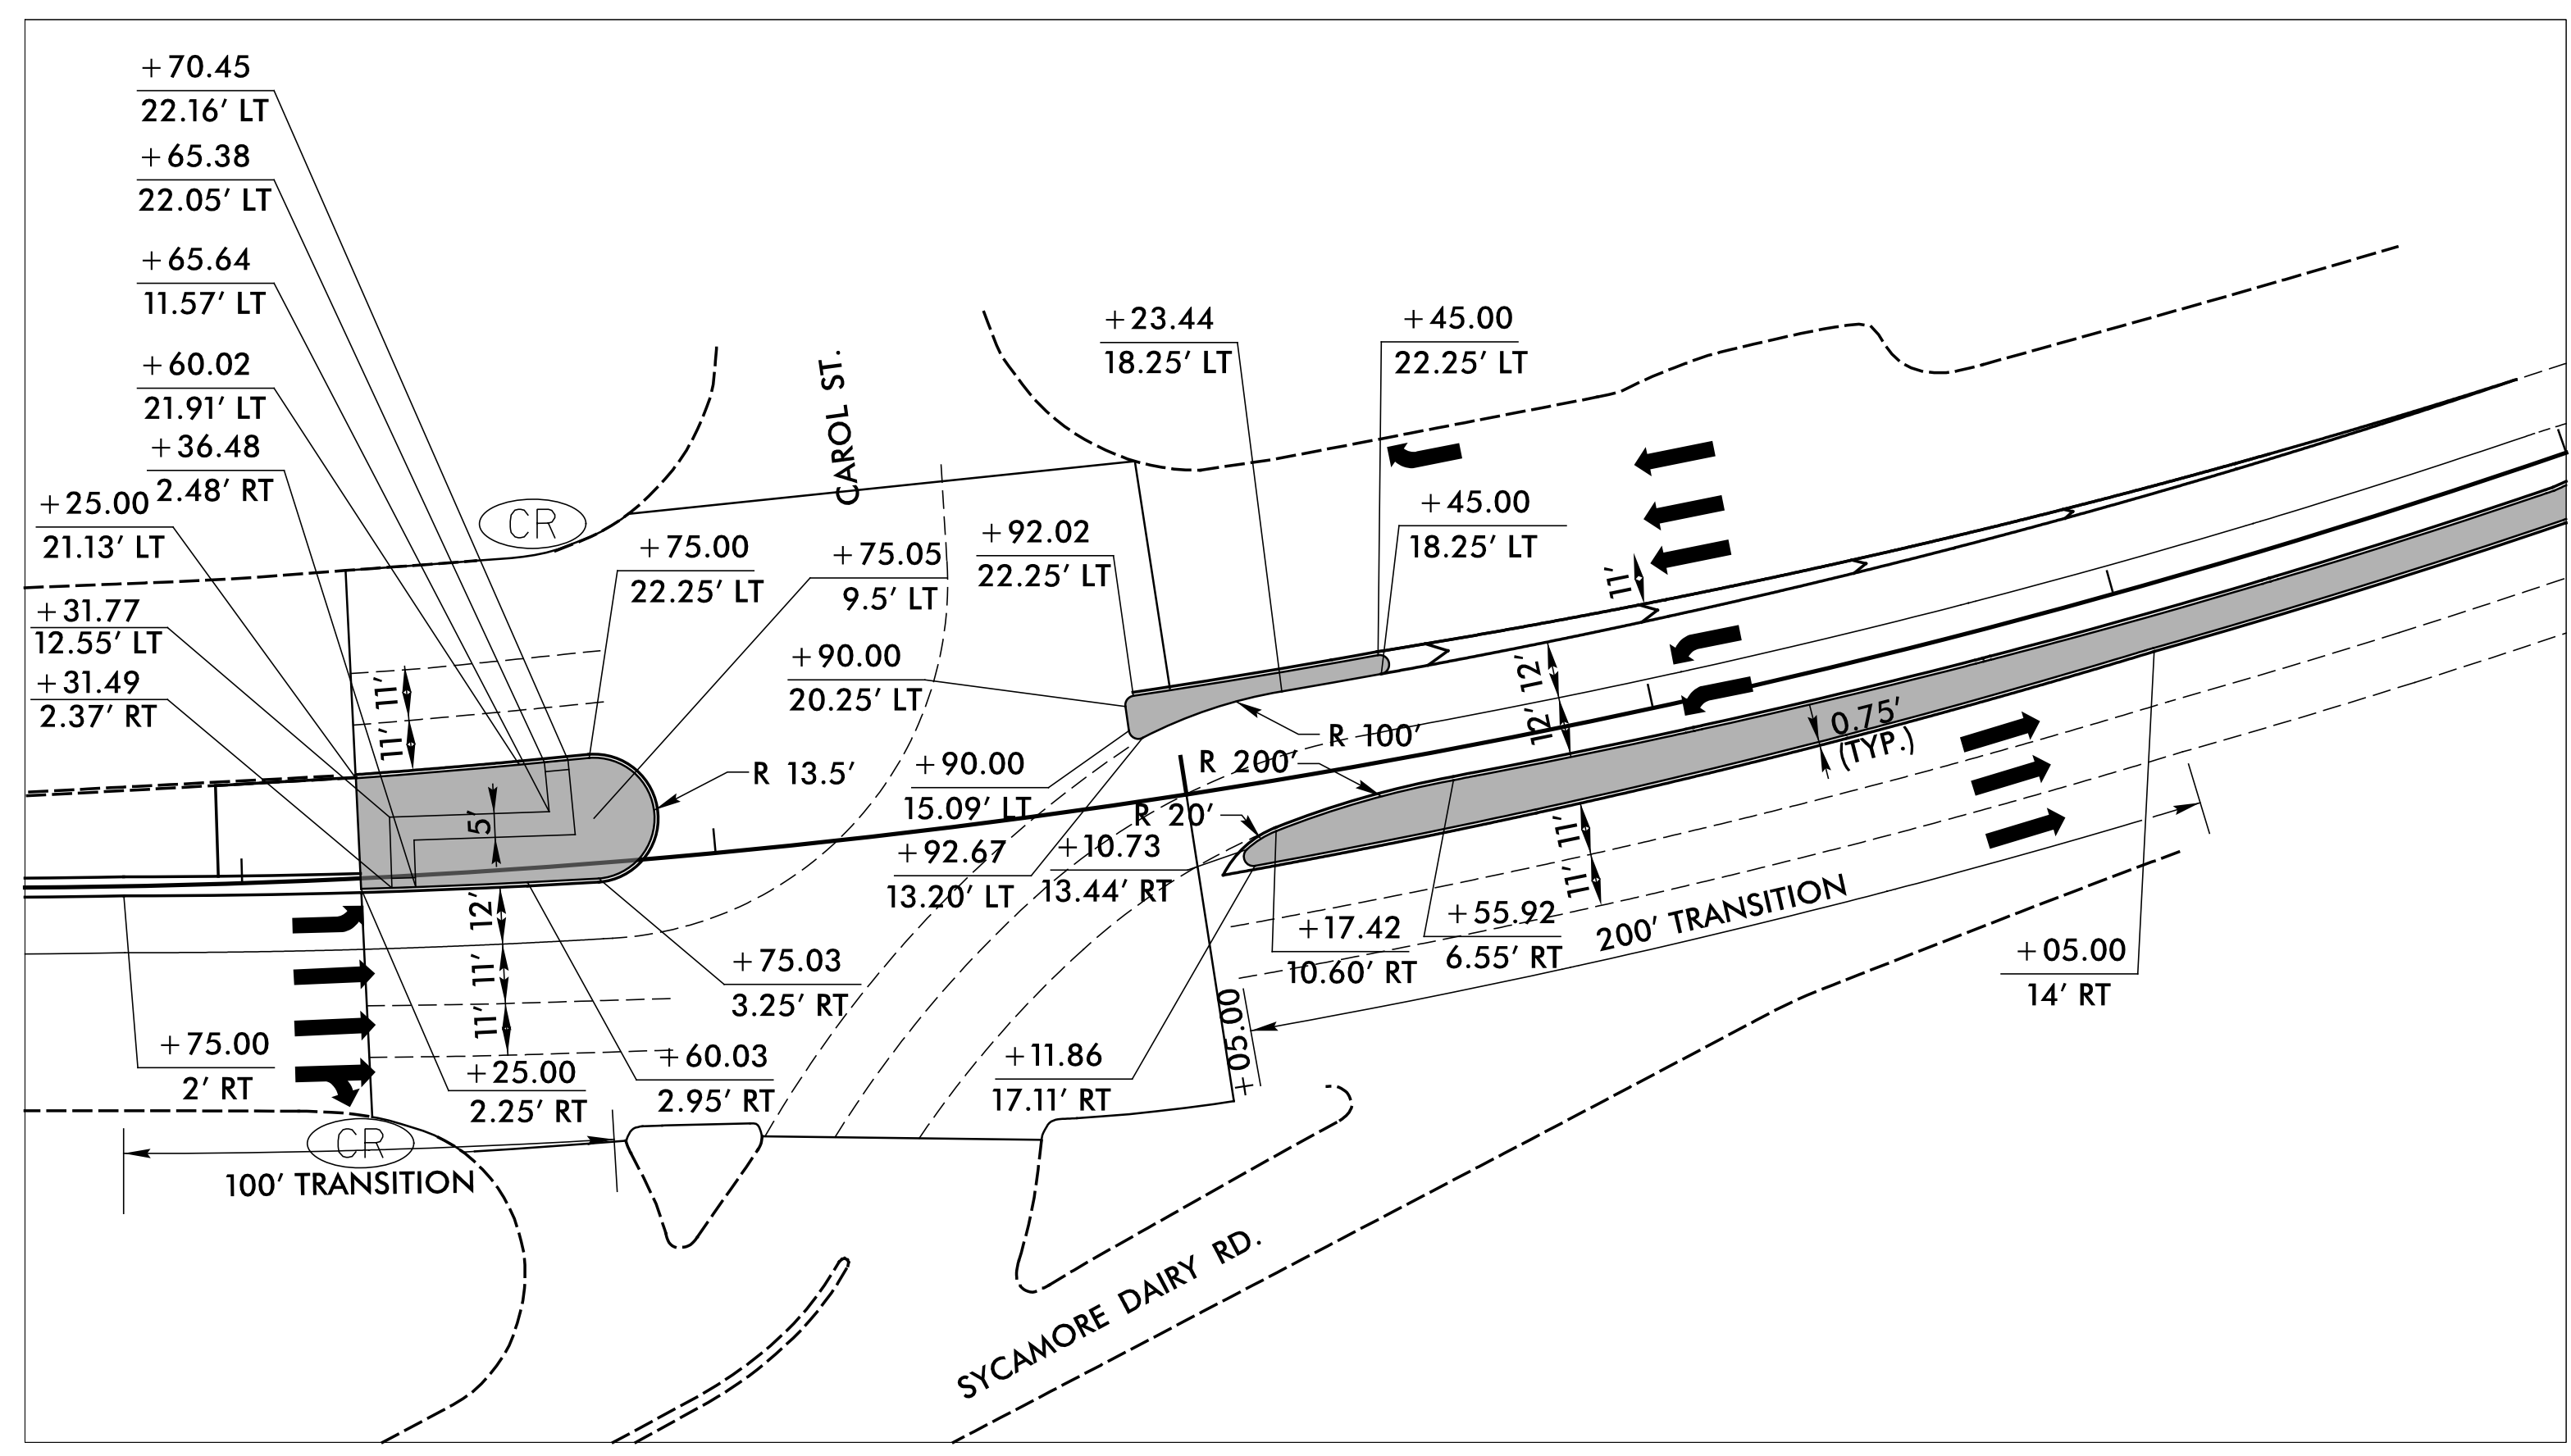 +70.45
22.16' LT
+65.38
22.05' LT
+65.64
11.57' LT
+60.02
21.91' LT
+36.48
2.48' RT
+25.00
21.13' LT
+31.77
12.55' LT
+31.49
2.37' RT
CR
CAROL ST.
+75.00
22.25' LT
+75.05
9.5' LT
+92.02
22.25' LT
+23.44
18.25' LT
+45.00
22.25' LT
+45.00
18.25' LT
+90.00
20.25' LT
11'
11'
5'
R 13.5'
+90.00
15.09' LT
+92.67
13.20' LT
R 100'
R 200'
R 20'
+10.73
13.44' RT
11'
12'
12'
0.75'
(TYP.)
11'
11'
12'
11'
11'
+75.03
3.25' RT
+17.42
10.60' RT
+55.92
6.55' RT
200' TRANSITION
+05.00
14' RT
+75.00
2' RT
+25.00
2.25' RT
+60.03
2.95' RT
+11.86
17.11' RT
+05.00
CR
100' TRANSITION
SYCAMORE DAIRY RD.